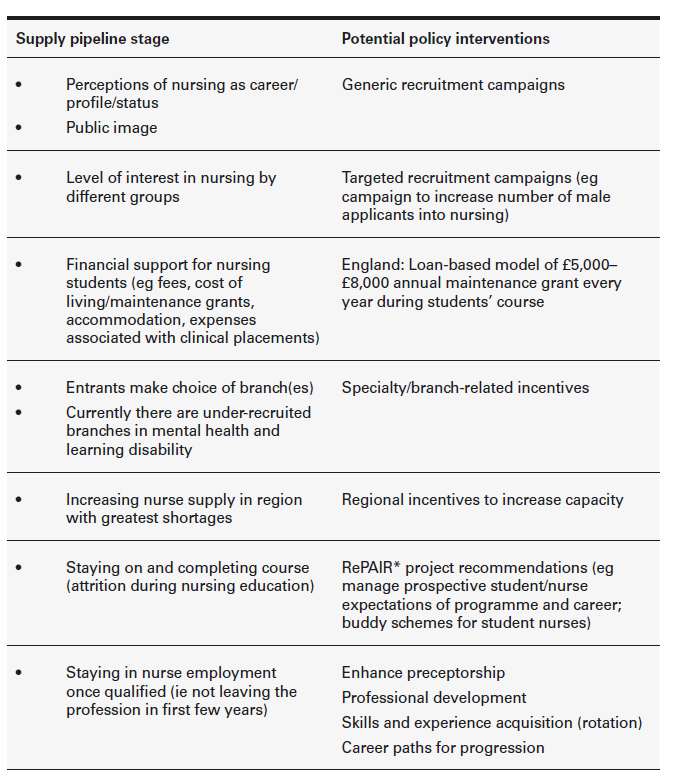 Supply pipeline stage Potential policy interventions
• Perceptions of nursing as career/
profile/status
• Public image
Generic recruitment campaigns
• Level of interest in nursing by
different groups
Targeted recruitment campaigns (eg
campaign to increase number of male
applicants into nursing)
• Financial support for nursing
students (eg fees, cost of
living/maintenance grants,
accommodation, expenses
associated with clinical placements)
England: Loan-based model of £5,000–
£8,000 annual maintenance grant every
year during students’ course
• Entrants make choice of branch(es)
• Currently there are under-recruited
branches in mental health and
learning disability
Specialty/branch-related incentives
• Increasing nurse supply in region
with greatest shortages
Regional incentives to increase capacity
• Staying on and completing course
(attrition during nursing education)
RePAIR* project recommendations (eg
manage prospective student/nurse
expectations of programme and career;
buddy schemes for student nurses)
• Staying in nurse employment
once qualified (ie not leaving the
profession in first few years)
Enhance preceptorship
Professional development
Skills and experience acquisition (rotation)
Career paths for progression